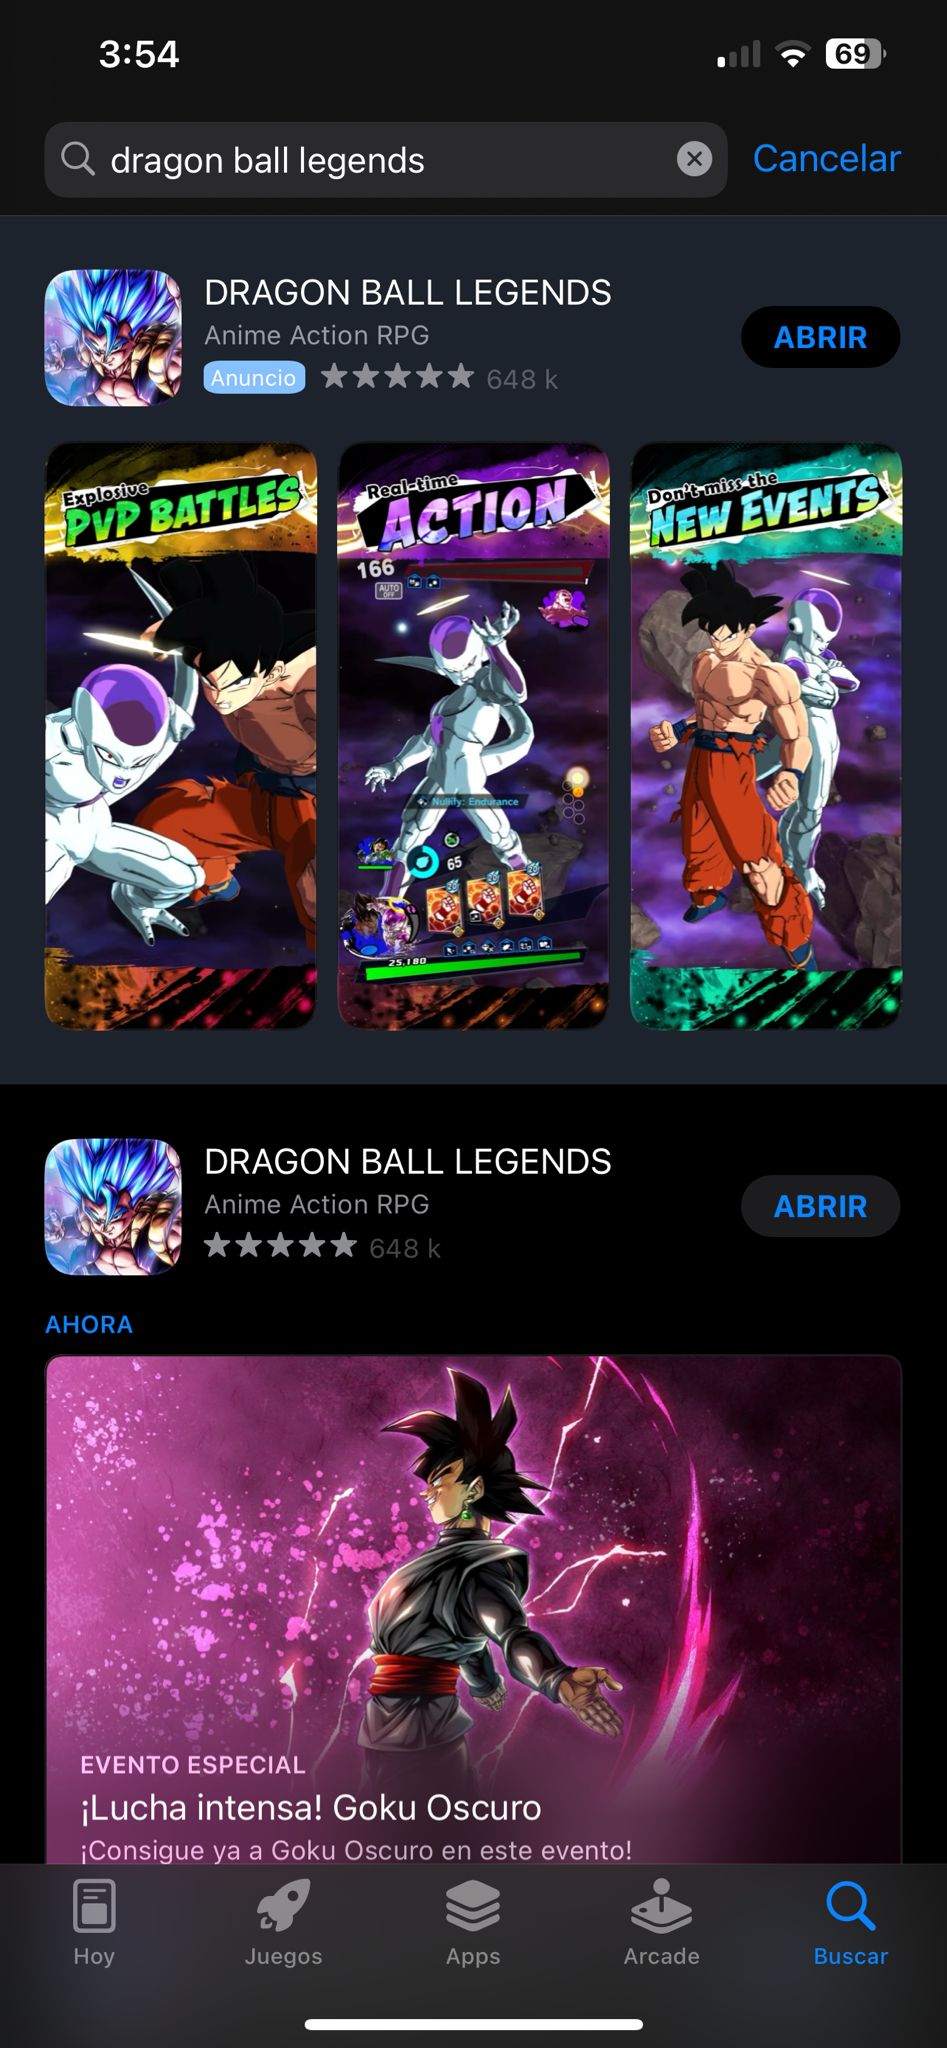 3:54
69
dragon ball legends
Cancelar
DRAGON BALL LEGENDS
Anime Action RPG
Anuncio
648 k
ABRIR
Explosive
PVP BATTLES
Real-time
ACTION
166
AUTO
OFF
Nullify: Endurance
65
25,180
Don't miss the
NEW EVENTS
DRAGON BALL LEGENDS
Anime Action RPG
648 k
ABRIR
AHORA
EVENTO ESPECIAL
¡Lucha intensa! Goku Oscuro
¡Consigue ya a Goku Oscuro en este evento!
Hoy
Juegos
Apps
Arcade
Buscar